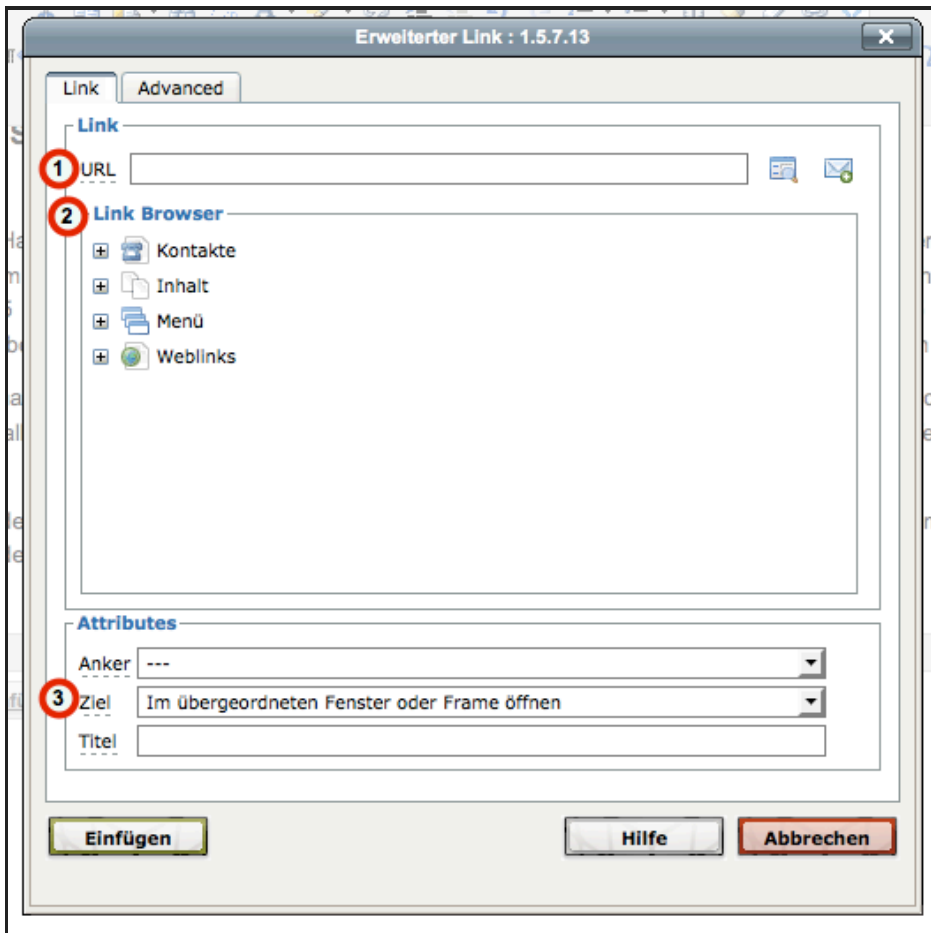 Erweiterter Link : 1.5.7.13
Link Advanced
Link
1 URL
2 Link Browser
Kontakte
Inhalt
Menü
Weblinks
Attributes
Anker ---
3 Ziel Im übergeordneten Fenster oder Frame öffnen
Titel
Einfügen Hilfe Abbrechen